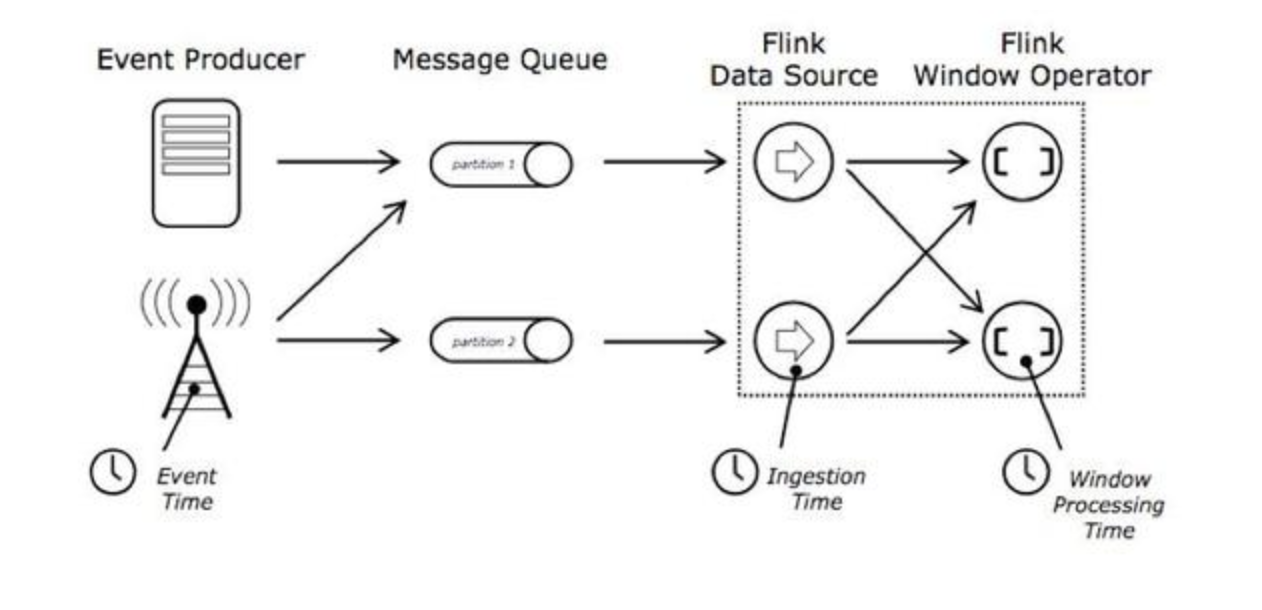 Event Producer
Message Queue
Flink
Data Source
Flink
Window Operator
partition 1
partition 2
Event
Time
Ingestion
Time
Window
Processing
Time